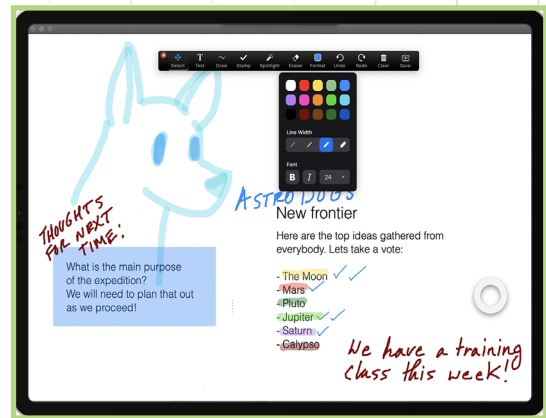 Select Text Draw Stamp Spotlight Eraser Format Undo Redo Clear Save
Line Width
Font
B I 24
ASTRODOGS
New frontier
Here are the top ideas gathered from
everybody. Lets take a vote:
- The Moon
- Mars
- Pluto
- Jupiter
- Saturn
- Calypso
THOUGHTS
FOR NEXT
TIME:
What is the main purpose
of the expedition?
We will need to plan that out
as we proceed!
We have a training
class this week!